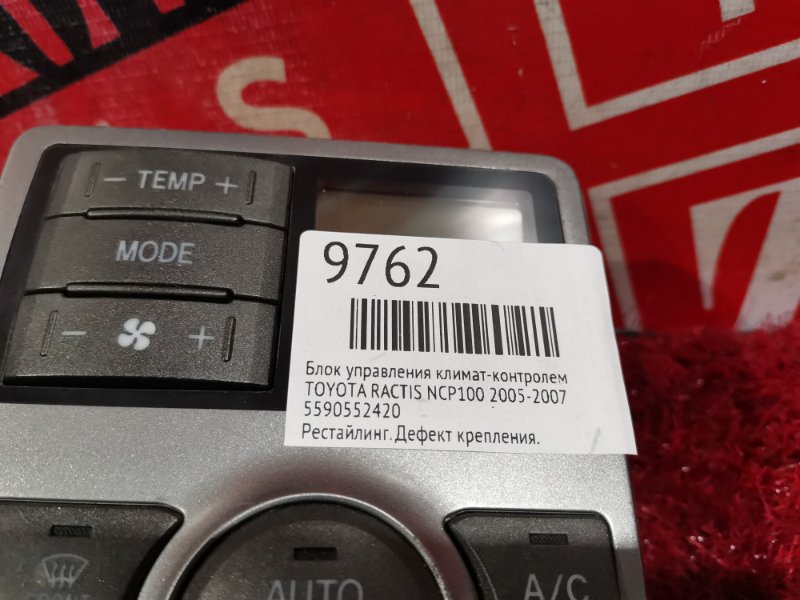 - TEMP +
MODE
- +
9762
Блок управления климат-контролем
TOYOTA RACTIS NCP100 2005-2007
5590552420
Рестайлинг. Дефект крепления.
AUTO
A/C